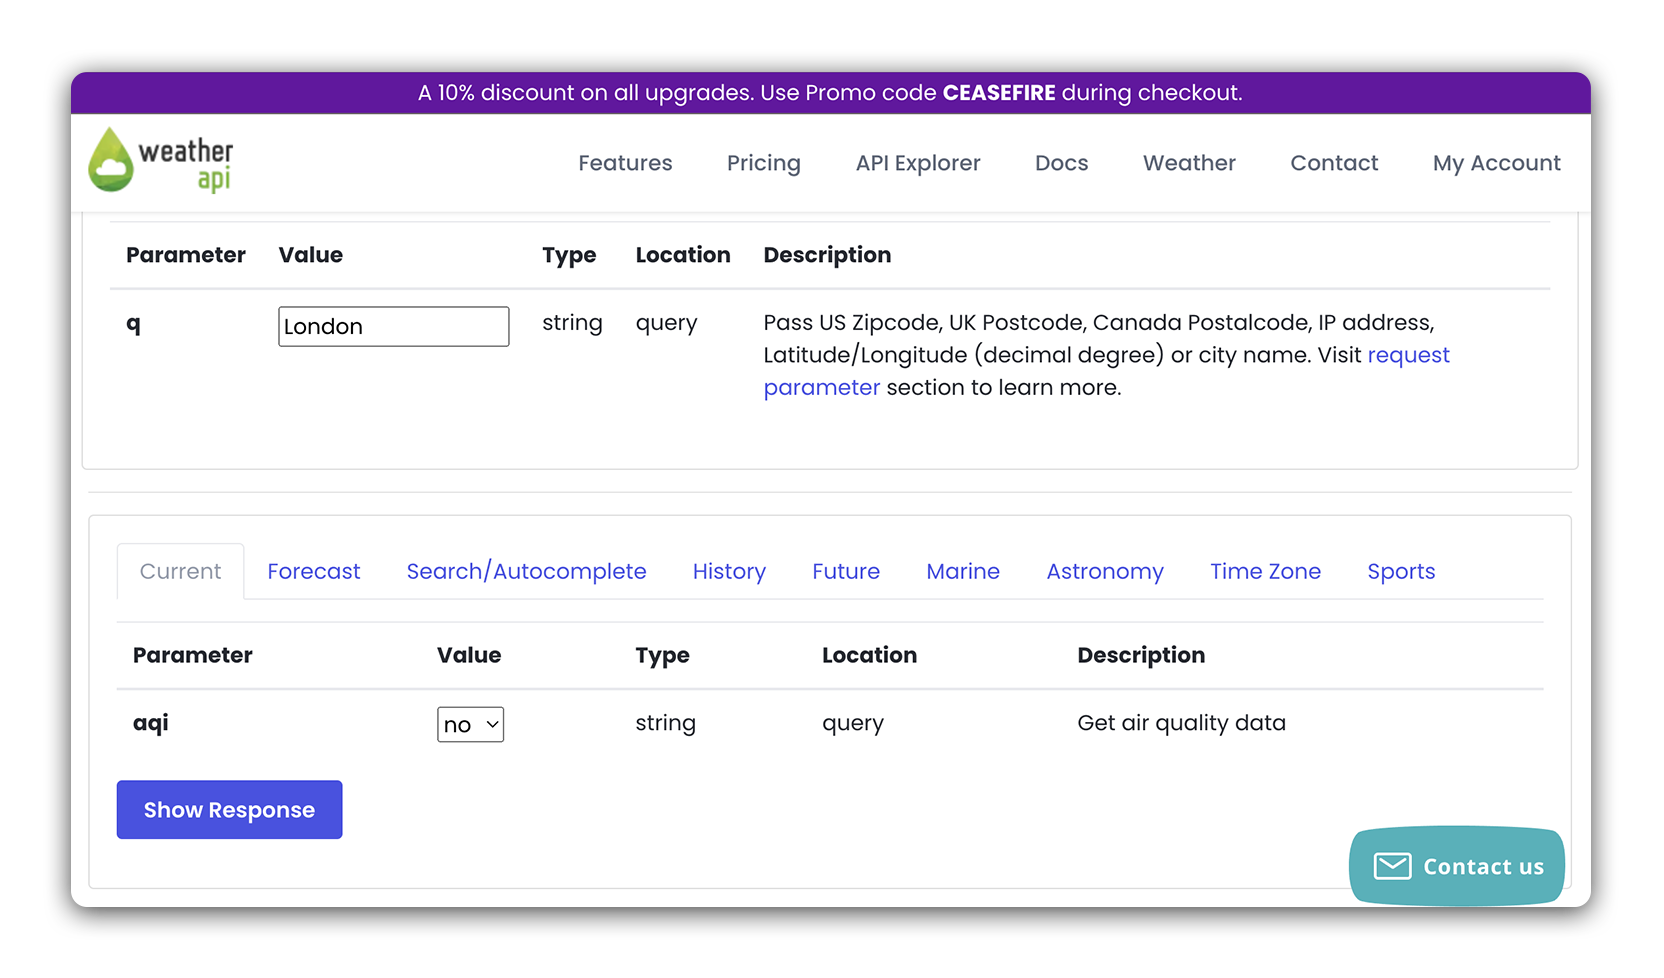 A 10% discount on all upgrades. Use Promo code CEASEFIRE during checkout.
weather
api
Features Pricing API Explorer Docs Weather Contact My Account
Parameter Value Type Location Description
q London string query Pass US Zipcode, UK Postcode, Canada Postalcode, IP address,
Latitude/Longitude (decimal degree) or city name. Visit request
parameter section to learn more.
Current Forecast Search/Autocomplete History Future Marine Astronomy Time Zone Sports
Parameter Value Type Location Description
aqi no string query Get air quality data
Show Response
Contact us